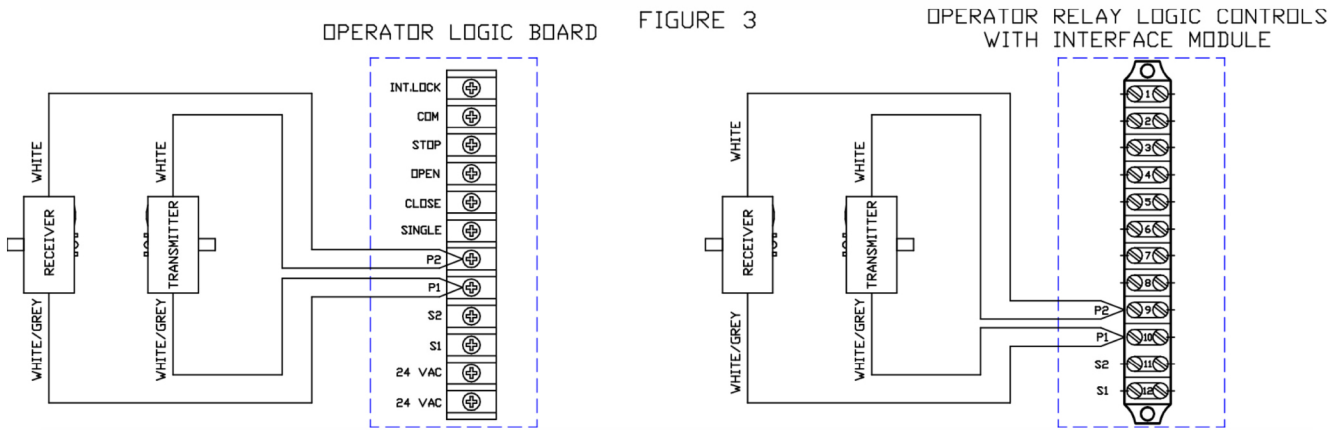 FIGURE 3
OPERATOR LOGIC BOARD
INT.LOCK
COM
STOP
OPEN
CLOSE
SINGLE
P2
P1
S2
S1
24 VAC
24 VAC
WHITE
WHITE
RECEIVER
TRANSMITTER
WHITE/GREY
WHITE/GREY
OPERATOR RELAY LOGIC CONTROLS
WITH INTERFACE MODULE
1
2
3
4
5
6
7
8
P2 9
P1 10
S2 11
S1 12
WHITE
WHITE
RECEIVER
TRANSMITTER
WHITE/GREY
WHITE/GREY